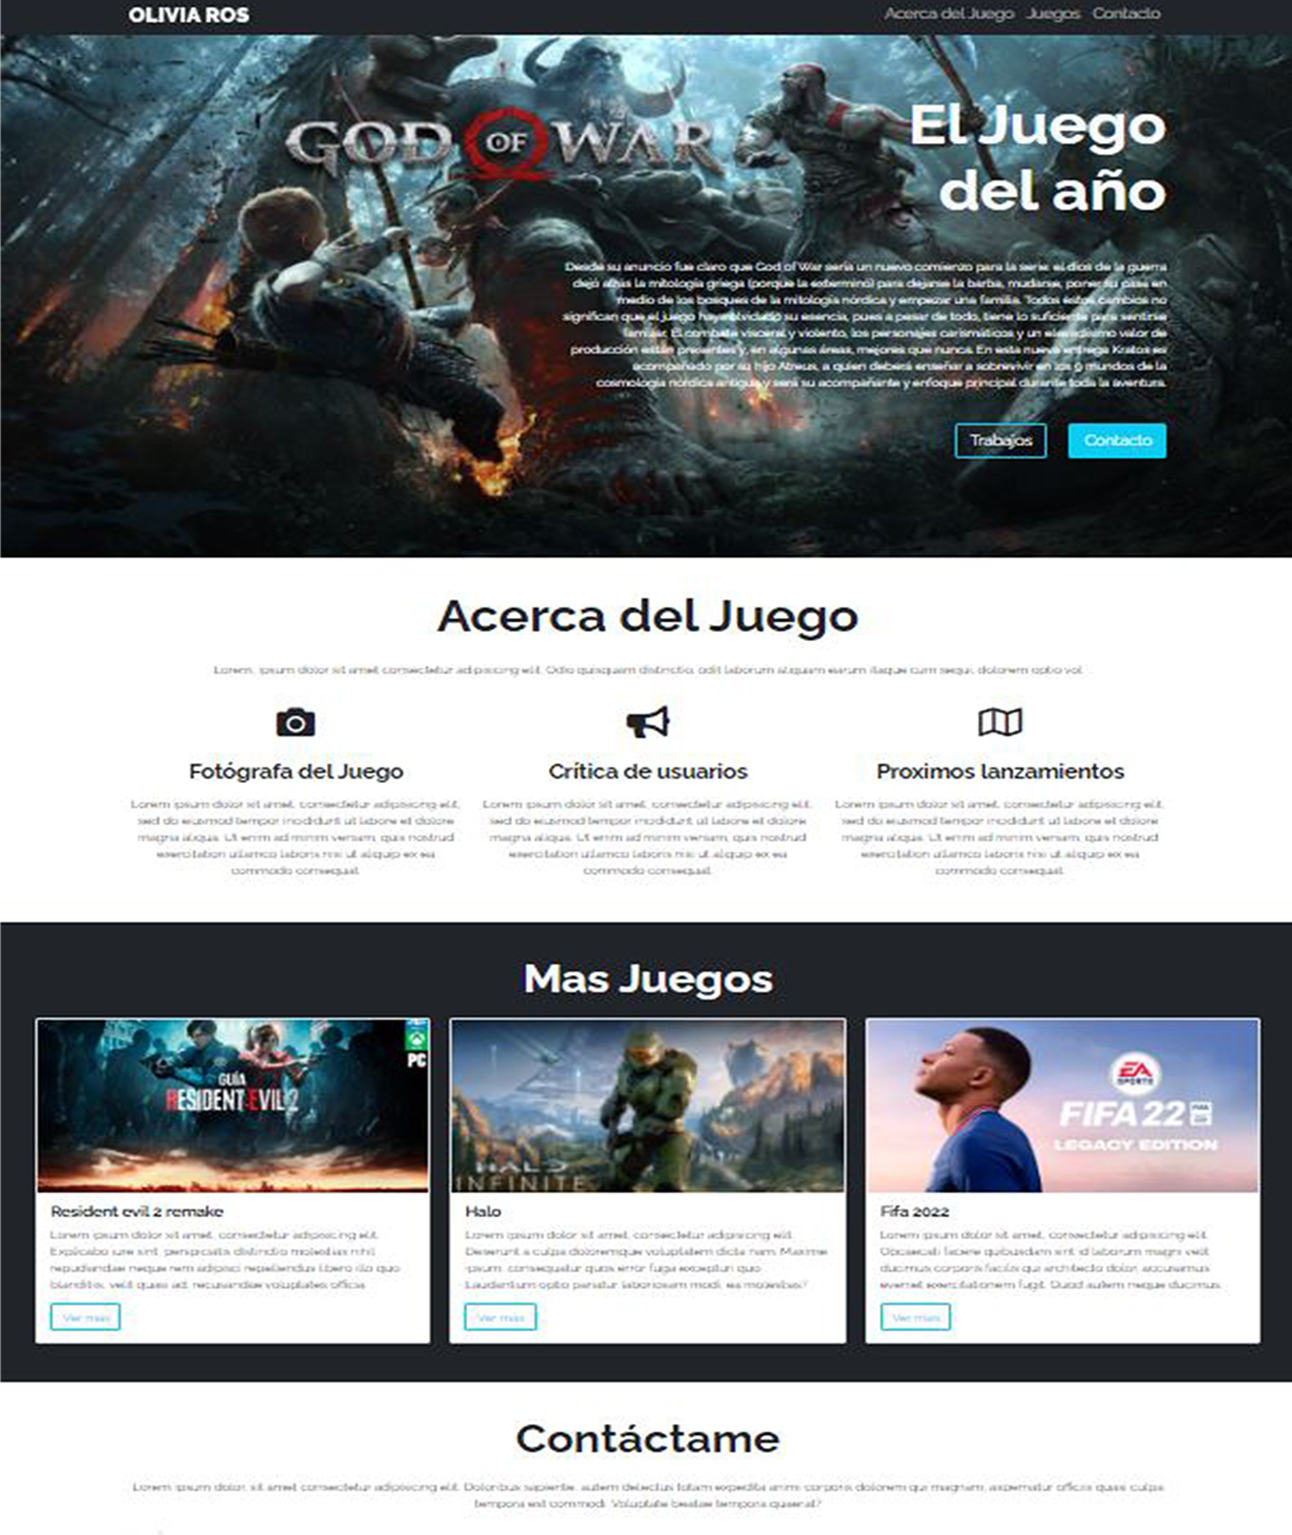 OLIVIA ROS
Acerca del Juego Juegos Contacto
GOD OF WAR
El Juego
del año
Desde su anuncio fue claro que God of War sería un nuevo comienzo para la serie: el dios de la guerra
dejó atrás la mitología griega (porque la exterminó) para dejarse la barba, mudarse, poner su casa en
medio de los bosques de la mitología nórdica y empezar una familia. Todos estos cambios no
significan que el juego haya olvidado su esencia, pues a pesar de todo, tiene lo suficiente para sentirse
familiar. El combate visceral y violento, los personajes carismáticos y un elevadísimo valor de
producción están presentes y, en algunas áreas, mejores que nunca. En esta nueva entrega Kratos es
acompañado por su hijo Atreus, a quien deberá enseñar a sobrevivir en los 9 mundos de la
cosmología nórdica antigua y será su acompañante y enfoque principal durante toda la aventura.
Trabajos Contacto
Acerca del Juego
Lorem, ipsum dolor sit amet consectetur adipisicing elit. Odio quisquam distinctio, odit laborum aliquam earum itaque cum sequi, dolorem optio vol
Fotógrafa del Juego
Lorem ipsum dolor sit amet, consectetur adipisicing elit,
sed do eiusmod tempor incididunt ut labore et dolore
magna aliqua. Ut enim ad minim veniam, quis nostrud
exercitation ullamco laboris nisi ut aliquip ex ea
commodo consequat.
Crítica de usuarios
Lorem ipsum dolor sit amet, consectetur adipisicing elit,
sed do eiusmod tempor incididunt ut labore et dolore
magna aliqua. Ut enim ad minim veniam, quis nostrud
exercitation ullamco laboris nisi ut aliquip ex ea
commodo consequat.
Proximos lanzamientos
Lorem ipsum dolor sit amet, consectetur adipisicing elit,
sed do eiusmod tempor incididunt ut labore et dolore
magna aliqua. Ut enim ad minim veniam, quis nostrud
exercitation ullamco laboris nisi ut aliquip ex ea
commodo consequat.
Mas Juegos
PC
GUÍA
RESIDENT EVIL 2
Resident evil 2 remake
Lorem ipsum dolor sit amet, consectetur adipisicing elit.
Explicabo iure sint, perspiciatis distinctio molestias nihil
repudiandae neque rem adipisci repellendus libero illo quo
blanditiis, velit quasi ad, recusandae voluptates officia
Ver mas
HALO
INFINITE
Halo
Lorem ipsum dolor sit amet, consectetur adipisicing elit.
Deserunt a culpa doloremque voluptatem dicta nam. Maxime
ipsum, consequatur quos error fuga excepturi quo
Laudantium optio pariatur laboriosam modi, ea molestias?
Ver mas
EA
SPORTS
FIFA 22
LEGACY EDITION
Fifa 2022
Lorem ipsum dolor sit amet, consectetur adipisicing elit.
Obcaecati facere quibusdam sint id laborum magni velit
ducimus corporis facilis qui architecto dolor, accusamus
eveniet exercitationem fugit. Quod autem neque ducimus.
Ver mas
Contáctame
Lorem ipsum dolor, sit amet consectetur adipisicing elit. Doloribus sapiente, autem delectus totam expedita animi corporis dolorem qui magnam, aspernatur officiis quasi culpa
tempora est commodi. Voluptate beatae tempora quaerat?